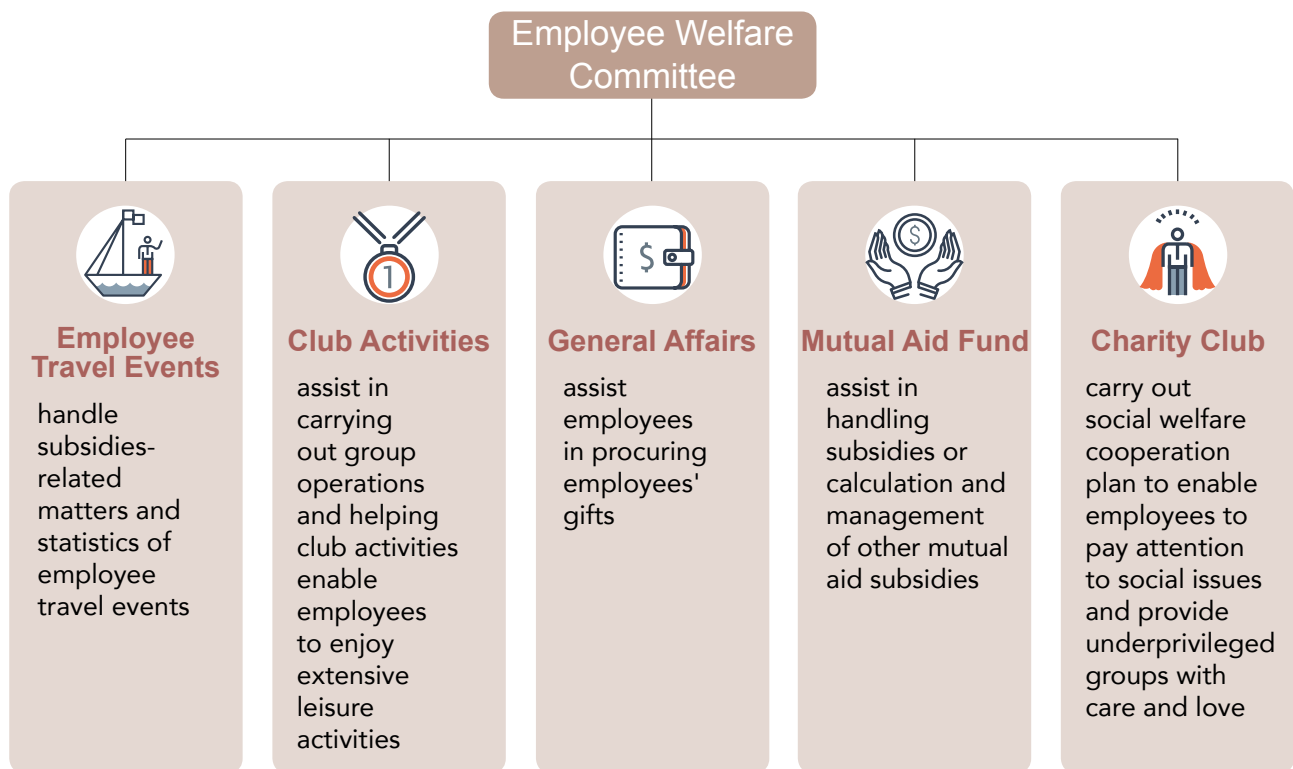 Employee Welfare
Committee
Employee
Travel Events
handle
subsidies-
related
matters and
statistics of
employee
travel events
1
Club Activities
assist in
carrying
out group
operations
and helping
club activities
enable
employees
to enjoy
extensive
leisure
activities
$
General Affairs
assist
employees
in procuring
employees'
gifts
$
Mutual Aid Fund
assist in
handling
subsidies or
calculation and
management
of other mutual
aid subsidies
Charity Club
carry out
social welfare
cooperation
plan to enable
employees to
pay attention
to social issues
and provide
underprivileged
groups with
care and love